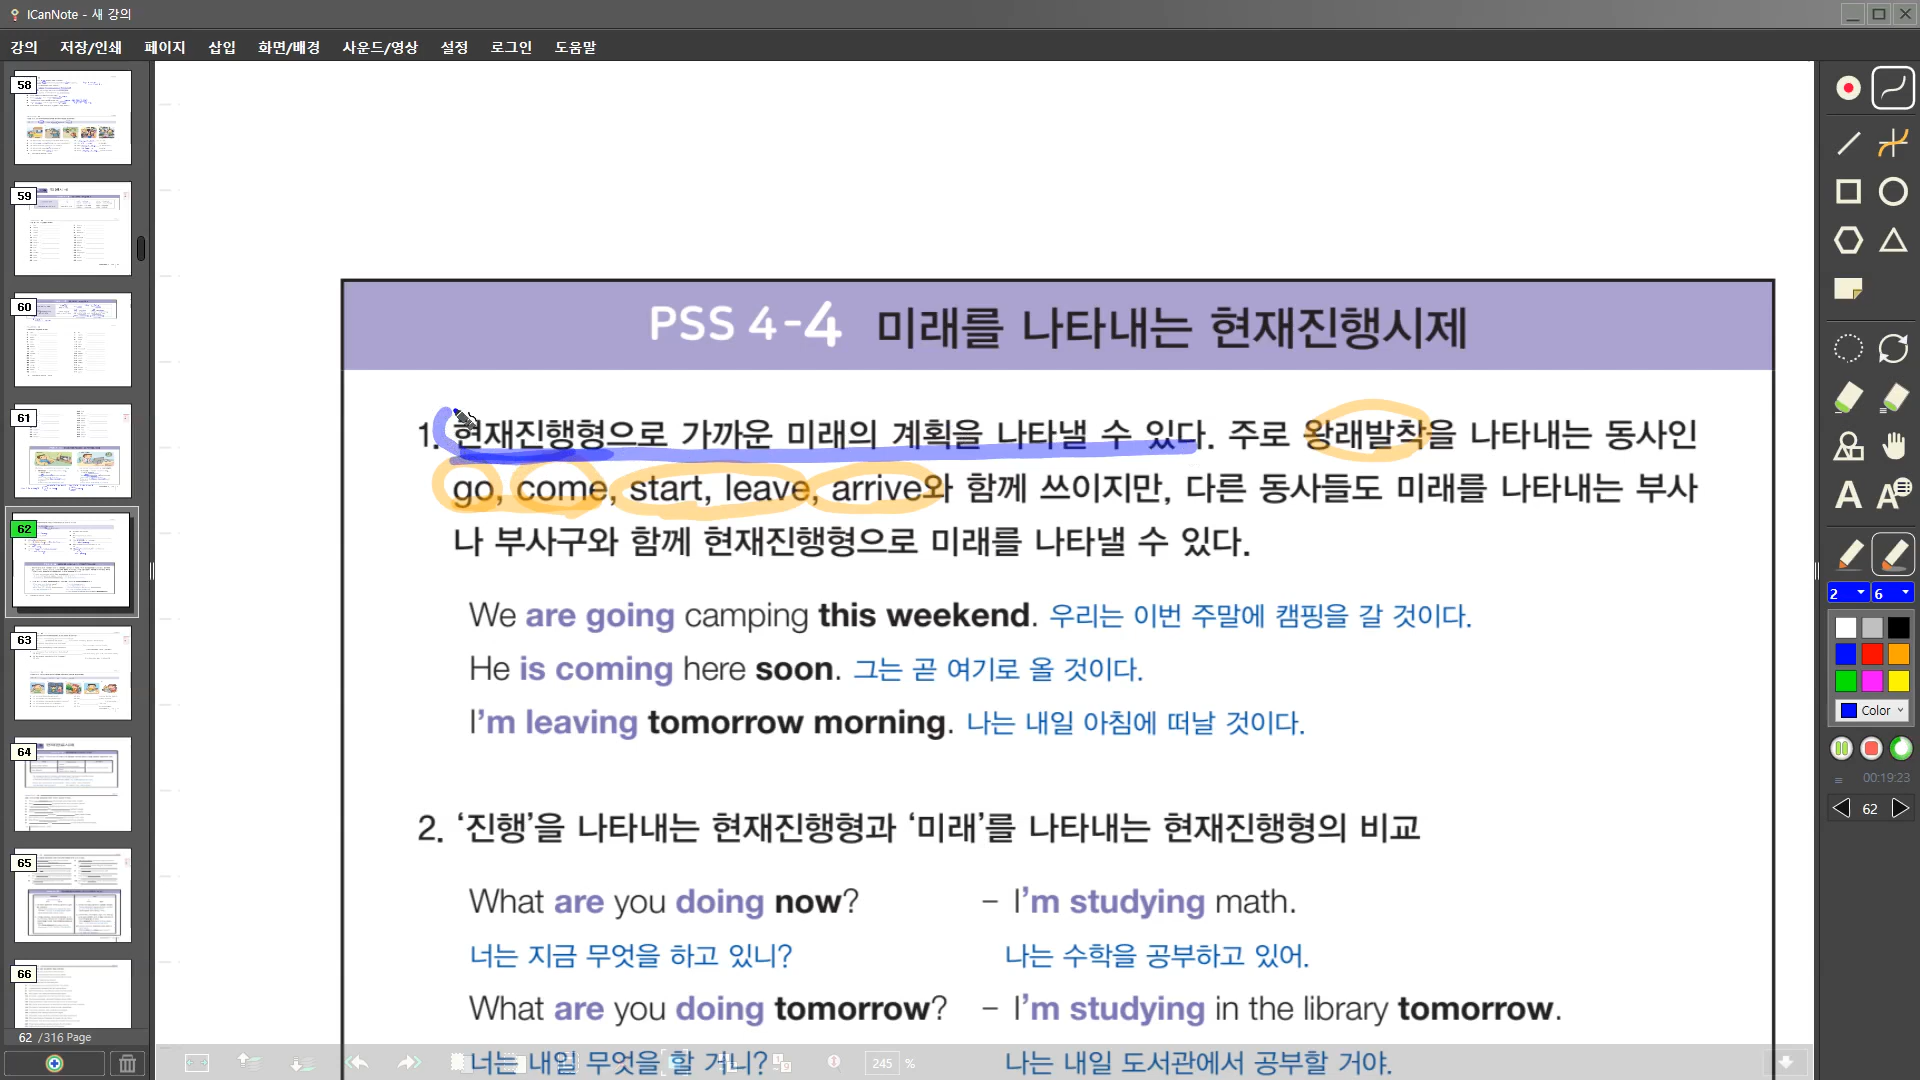 ICanNote - 새 강의
강의 저장/인쇄 페이지 삽입 화면/배경 사운드/영상 설정 로그인 도움말
58
59
60
61
62
63
64
65
66
62 /316 Page
PSS 4-4 미래를 나타내는 현재진행시제
1. 현재진행형으로 가까운 미래의 계획을 나타낼 수 있다. 주로 왕래발착을 나타내는 동사인
go, come, start, leave, arrive와 함께 쓰이지만, 다른 동사들도 미래를 나타내는 부사
나 부사구와 함께 현재진행형으로 미래를 나타낼 수 있다.
We are going camping this weekend. 우리는 이번 주말에 캠핑을 갈 것이다.
He is coming here soon. 그는 곧 여기로 올 것이다.
I'm leaving tomorrow morning. 나는 내일 아침에 떠날 것이다.
2. ‘진행’을 나타내는 현재진행형과 ‘미래’를 나타내는 현재진행형의 비교
What are you doing now? – I'm studying math.
너는 지금 무엇을 하고 있니? 나는 수학을 공부하고 있어.
What are you doing tomorrow? – I'm studying in the library tomorrow.
너는 내일 무엇을 할 거니? 나는 내일 도서관에서 공부할 거야.
245 %
2 6
Color
00:19:23
62